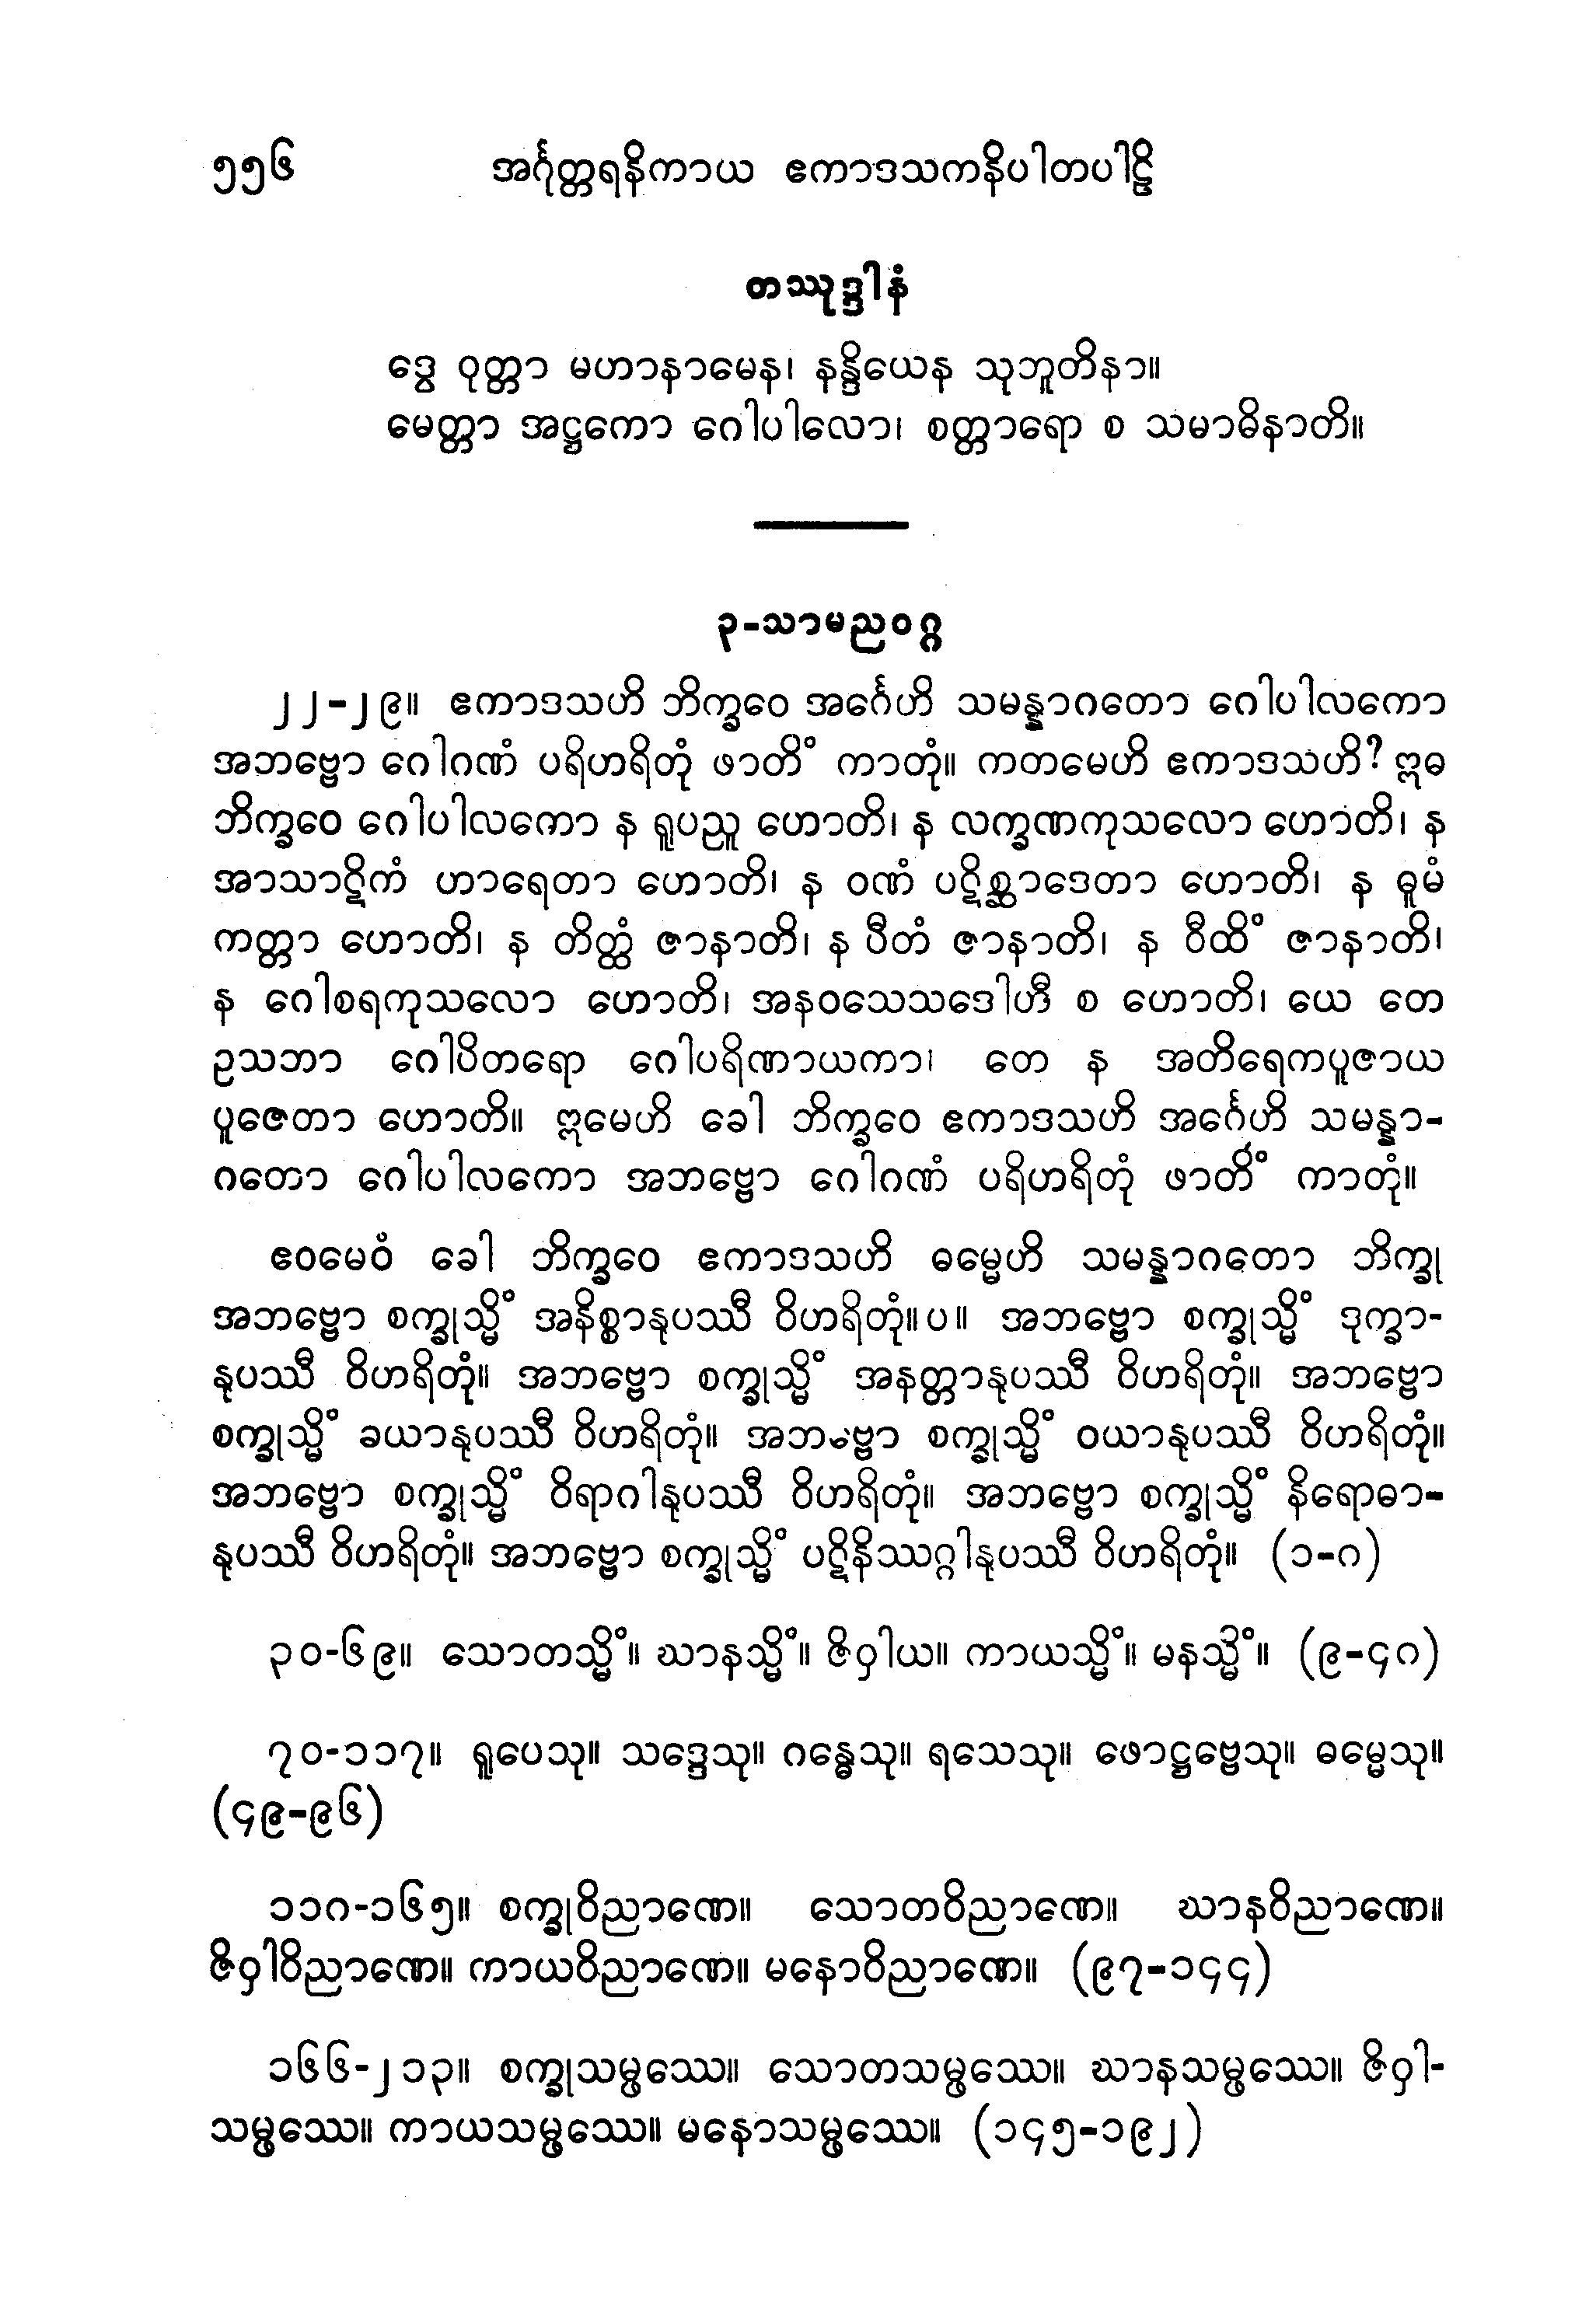 ၅၅၆ အင်္ဂုတ္တရနိကာယ ဧကာဒသကနိပါတပါဠိ
တဿုဒ္ဒါနံ
ဒွေ ဝုတ္တာ မဟာနာမေန၊ နန္ဒိယေန သုဘူတိနာ။
မေတ္တာ အဋ္ဌကော ဂေါပါလော၊ စတ္တာရော စ သမာဓိနာတိ။
၃-သာမညဝဂ္ဂ
၂၂-၂၉။ ဧကာဒသဟိ ဘိက္ခဝေ အင်္ဂေဟိ သမန္နာဂတော ဂေါပါလကော
အဘဗ္ဗော ဂေါဂဏံ ပရိဟရိတုံ ဖာတိံ ကာတုံ။ ကတမေဟိ ဧကာဒသဟိ? ဣဓ
ဘိက္ခဝေ ဂေါပါလကော န ရူပညူ ဟောတိ၊ န လက္ခဏကုသလော ဟောတိ၊ န
အာသာဋိကံ ဟာရေတာ ဟောတိ၊ န ဝဏံ ပဋိစ္ဆာဒေတာ ဟောတိ၊ န ဓူမံ
ကတ္တာ ဟောတိ၊ န တိတ္ထံ ဇာနာတိ၊ န ပီတံ ဇာနာတိ၊ န ဝီထိံ ဇာနာတိ၊
န ဂေါစရကုသလော ဟောတိ၊ အနဝသေသဒေါဟီ စ ဟောတိ၊ ယေ တေ
ဥသဘာ ဂေါပိတရော ဂေါပရိဏာယကာ၊ တေ န အတိရေကပူဇာယ
ပူဇေတာ ဟောတိ။ ဣမေဟိ ခေါ ဘိက္ခဝေ ဧကာဒသဟိ အင်္ဂေဟိ သမန္နာ-
ဂတော ဂေါပါလကော အဘဗ္ဗော ဂေါဂဏံ ပရိဟရိတုံ ဖာတိံ ကာတုံ။
ဧဝမေဝံ ခေါ ဘိက္ခဝေ ဧကာဒသဟိ ဓမ္မေဟိ သမန္နာဂတော ဘိက္ခု
အဘဗ္ဗော စက္ခုသ္မိံ အနိစ္စာနုပဿီ ဝိဟရိတုံ။ပ။ အဘဗ္ဗော စက္ခုသ္မိံ ဒုက္ခာ-
နုပဿီ ဝိဟရိတုံ။ အဘဗ္ဗော စက္ခုသ္မိံ အနတ္တာနုပဿီ ဝိဟရိတုံ။ အဘဗ္ဗော
စက္ခုသ္မိံ ခယာနုပဿီ ဝိဟရိတုံ။ အဘဗ္ဗော စက္ခုသ္မိံ ဝယာနုပဿီ ဝိဟရိတုံ။
အဘဗ္ဗော စက္ခုသ္မိံ ဝိရာဂါနုပဿီ ဝိဟရိတုံ။ အဘဗ္ဗော စက္ခုသ္မိံ နိရောဓာ-
နုပဿီ ဝိဟရိတုံ။ အဘဗ္ဗော စက္ခုသ္မိံ ပဋိနိဿဂ္ဂါနုပဿီ ဝိဟရိတုံ။ (၁-ဂ)
၃၀-၆၉။ သောတသ္မိံ။ ဃာနသ္မိံ။ ဇိဝှါယ။ ကာယသ္မိံ။ မနသ္မိံ။ (၉-၄ဂ)
၇၀-၁၁၇။ ရူပေသု။ သဒ္ဒေသု။ ဂန္ဓေသု။ ရသေသု။ ဖောဋ္ဌဗ္ဗေသု။ ဓမ္မေသု။
(၄၉-၉၆)
၁၁ဂ-၁၆၅။ စက္ခုဝိညာဏေ။ သောတဝိညာဏေ။ ဃာနဝိညာဏေ။
ဇိဝှါဝိညာဏေ။ ကာယဝိညာဏေ။ မနောဝိညာဏေ။ (၉၇-၁၄၄)
၁၆၆-၂၁၃။ စက္ခုသမ္ဖဿေ။ သောတသမ္ဖဿေ။ ဃာနသမ္ဖဿေ။ ဇိဝှါ-
သမ္ဖဿေ။ ကာယသမ္ဖဿေ။ မနောသမ္ဖဿေ။ (၁၄၅-၁၉၂)